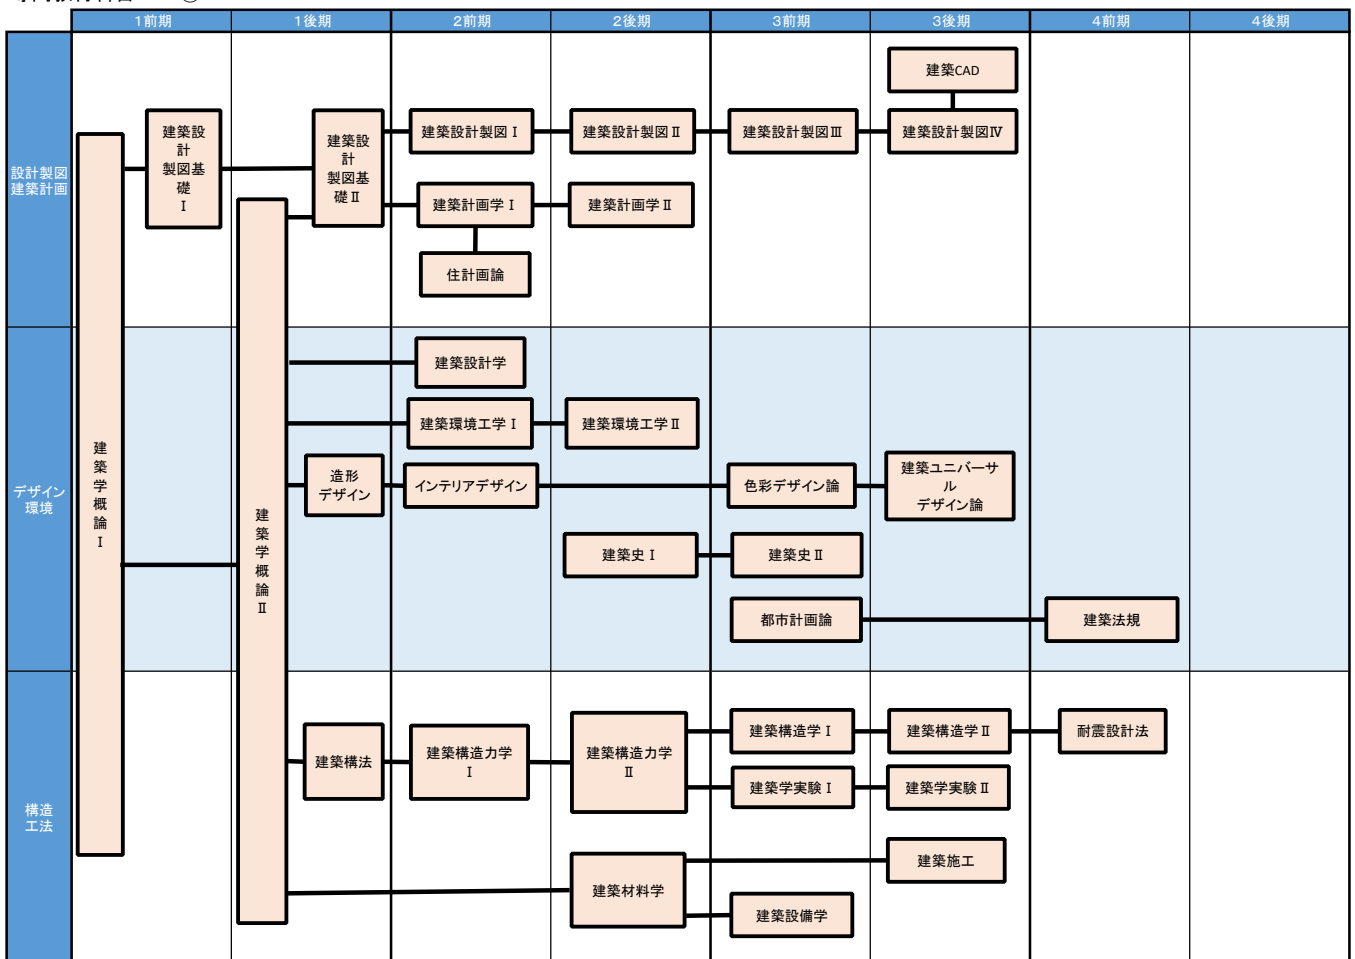 1前期
1後期
2前期
2後期
3前期
3後期
4前期
4後期
設計製図
建築計画
建築設
計
製図基
礎
Ⅰ
建築設
計
製図基
礎Ⅱ
建築設計製図Ⅰ
建築設計製図Ⅱ
建築設計製図Ⅲ
建築CAD
建築設計製図Ⅳ
建築計画学Ⅰ
建築計画学Ⅱ
住計画論
デザイン
環境
建
築
学
概
論
Ⅰ
建
築
学
概
論
Ⅱ
建築設計学
建築環境工学Ⅰ
建築環境工学Ⅱ
造形
デザイン
インテリアデザイン
色彩デザイン論
建築ユニバーサ
ル
デザイン論
建築史Ⅰ
建築史Ⅱ
都市計画論
建築法規
構造
工法
建築構法
建築構造力学
Ⅰ
建築構造力学
Ⅱ
建築構造学Ⅰ
建築構造学Ⅱ
耐震設計法
建築学実験Ⅰ
建築学実験Ⅱ
建築材料学
建築施工
建築設備学